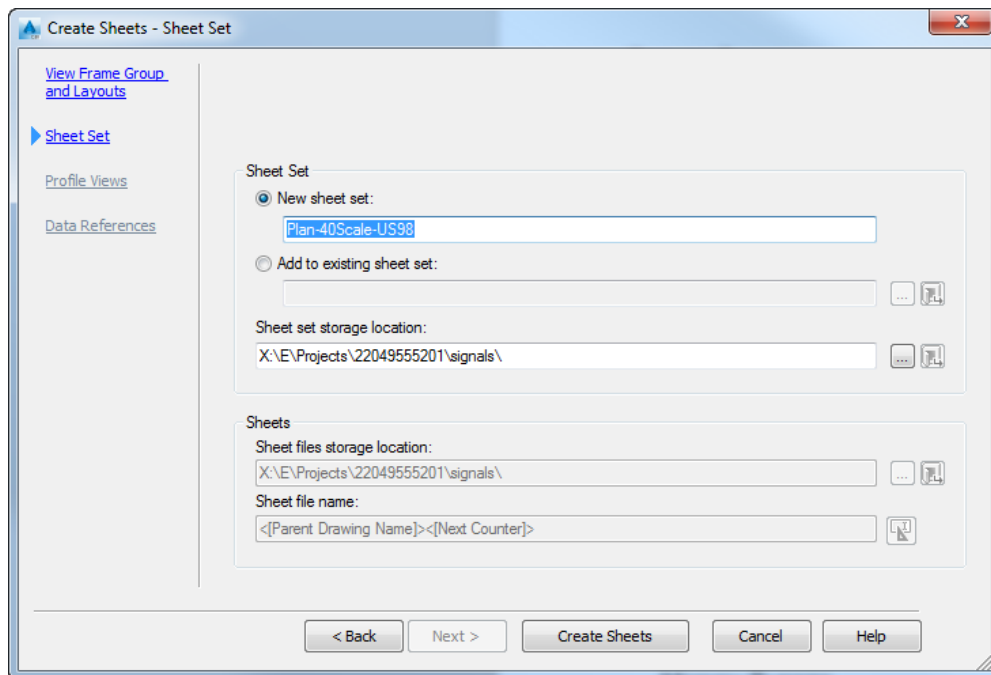 Create Sheets - Sheet Set
View Frame Group
and Layouts
Sheet Set
Profile Views
Data References
Sheet Set
New sheet set:
Plan-40Scale-US98
Add to existing sheet set:
...
Sheet set storage location:
X:\E\Projects\22049555201\signals\
...
Sheets
Sheet files storage location:
X:\E\Projects\22049555201\signals\
...
Sheet file name:
<[Parent Drawing Name]><[Next Counter]>
< Back
Next >
Create Sheets
Cancel
Help